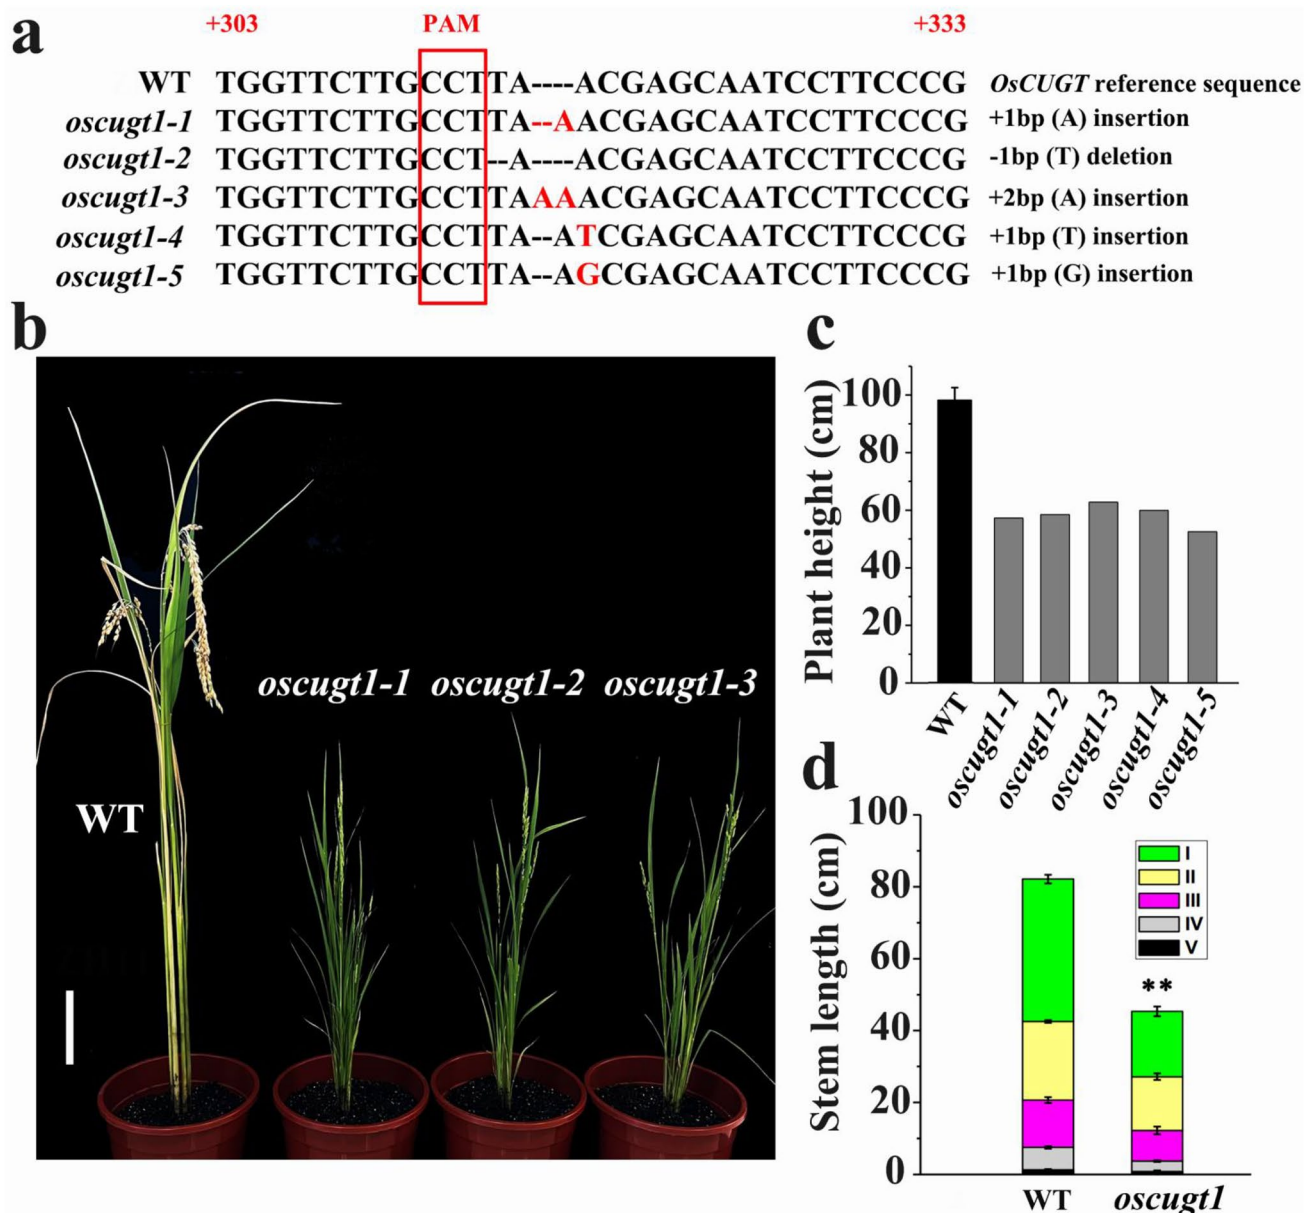 a
+303 PAM +333
WT TGGTTCTTGCCTTA----ACGAGCAATCCTTCCCG OsCUGT reference sequence
oscugt1-1 TGGTTCTTGCCTTA--AACGAGCAATCCTTCCCG +1bp (A) insertion
oscugt1-2 TGGTTCTTGCCT--A----ACGAGCAATCCTTCCCG -1bp (T) deletion
oscugt1-3 TGGTTCTTGCCTTAAAACGAGCAATCCTTCCCG +2bp (A) insertion
oscugt1-4 TGGTTCTTGCCTTA--ATCGAGCAATCCTTCCCG +1bp (T) insertion
oscugt1-5 TGGTTCTTGCCTTA--AGCGAGCAATCCTTCCCG +1bp (G) insertion
b
WT
oscugt1-1 oscugt1-2 oscugt1-3
c
Plant height (cm)
100
80
60
40
20
0
WT
oscugt1-1
oscugt1-2
oscugt1-3
oscugt1-4
oscugt1-5
d
Stem length (cm)
100
80
60
40
20
0
I
II
III
IV
V
**
WT oscugt1